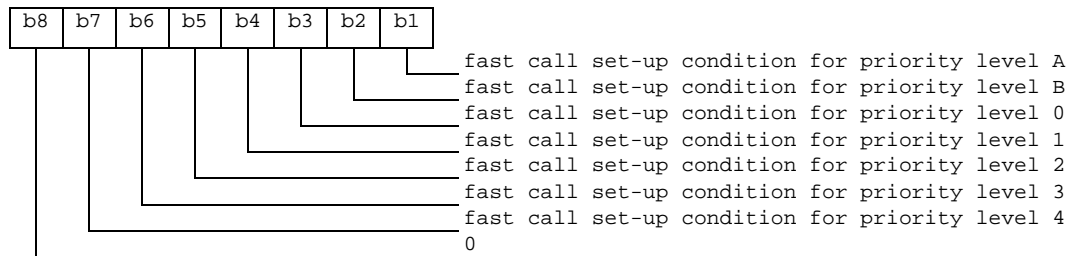 b8 b7 b6 b5 b4 b3 b2 b1
fast call set-up condition for priority level A
fast call set-up condition for priority level B
fast call set-up condition for priority level 0
fast call set-up condition for priority level 1
fast call set-up condition for priority level 2
fast call set-up condition for priority level 3
fast call set-up condition for priority level 4
0